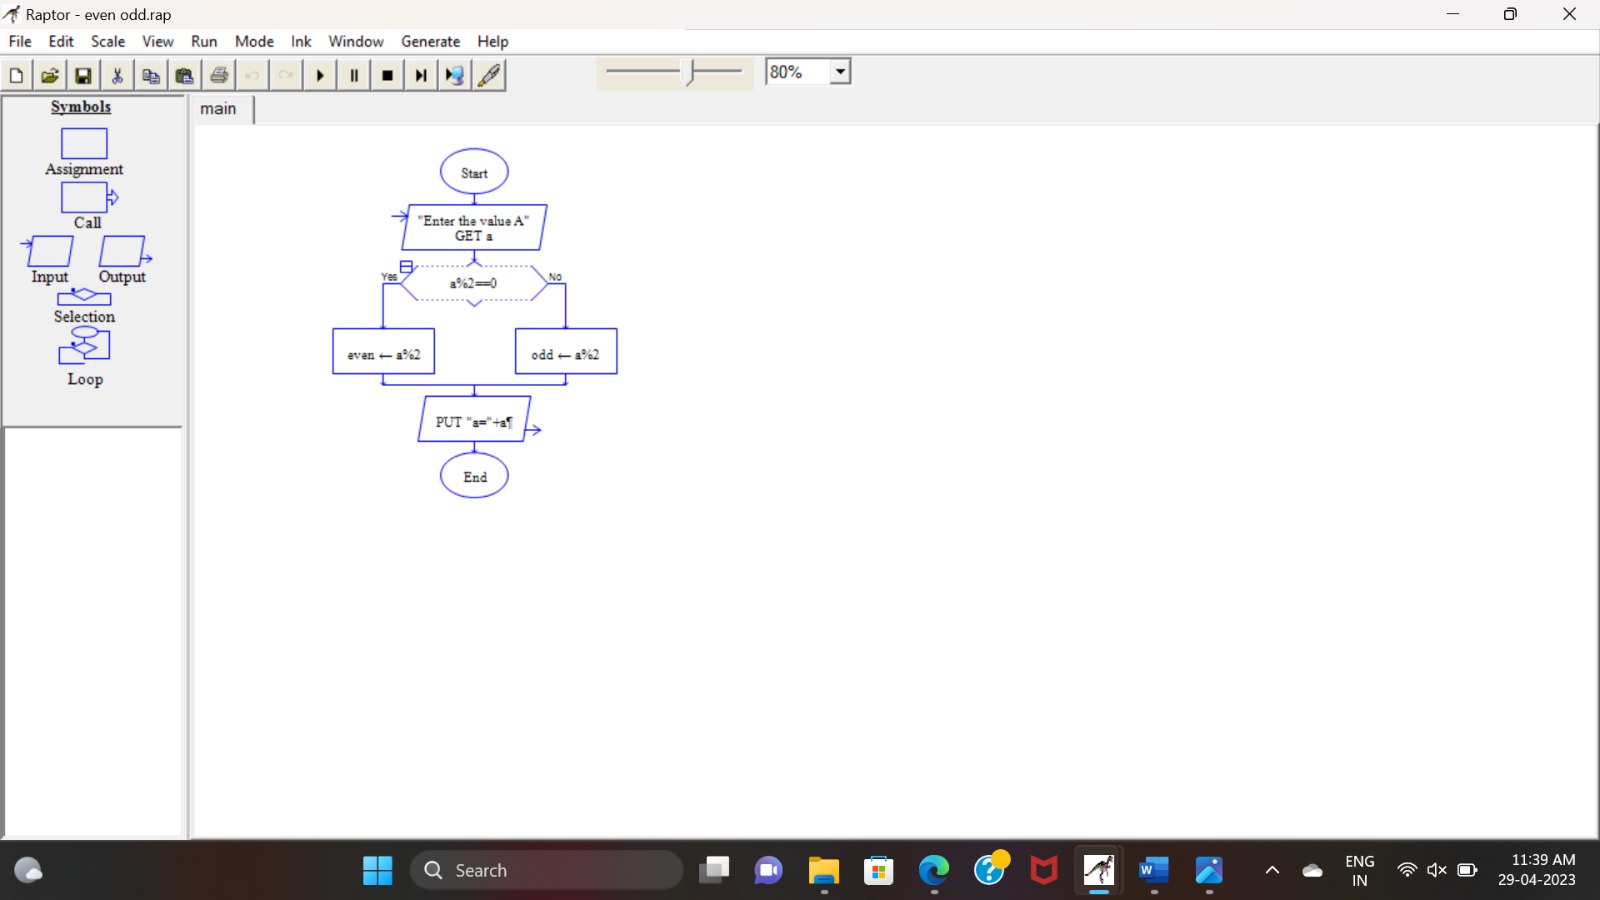 Raptor - even odd.rap
File Edit Scale View Run Mode Ink Window Generate Help
80%
Symbols
main
Assignment
Call
Input Output
Selection
Loop
Start
"Enter the value A"
GET a
Yes
a%2==0
No
even ← a%2
odd ← a%2
PUT "a="+a¶
End
Search
W
ENG
IN
11:39 AM
29-04-2023